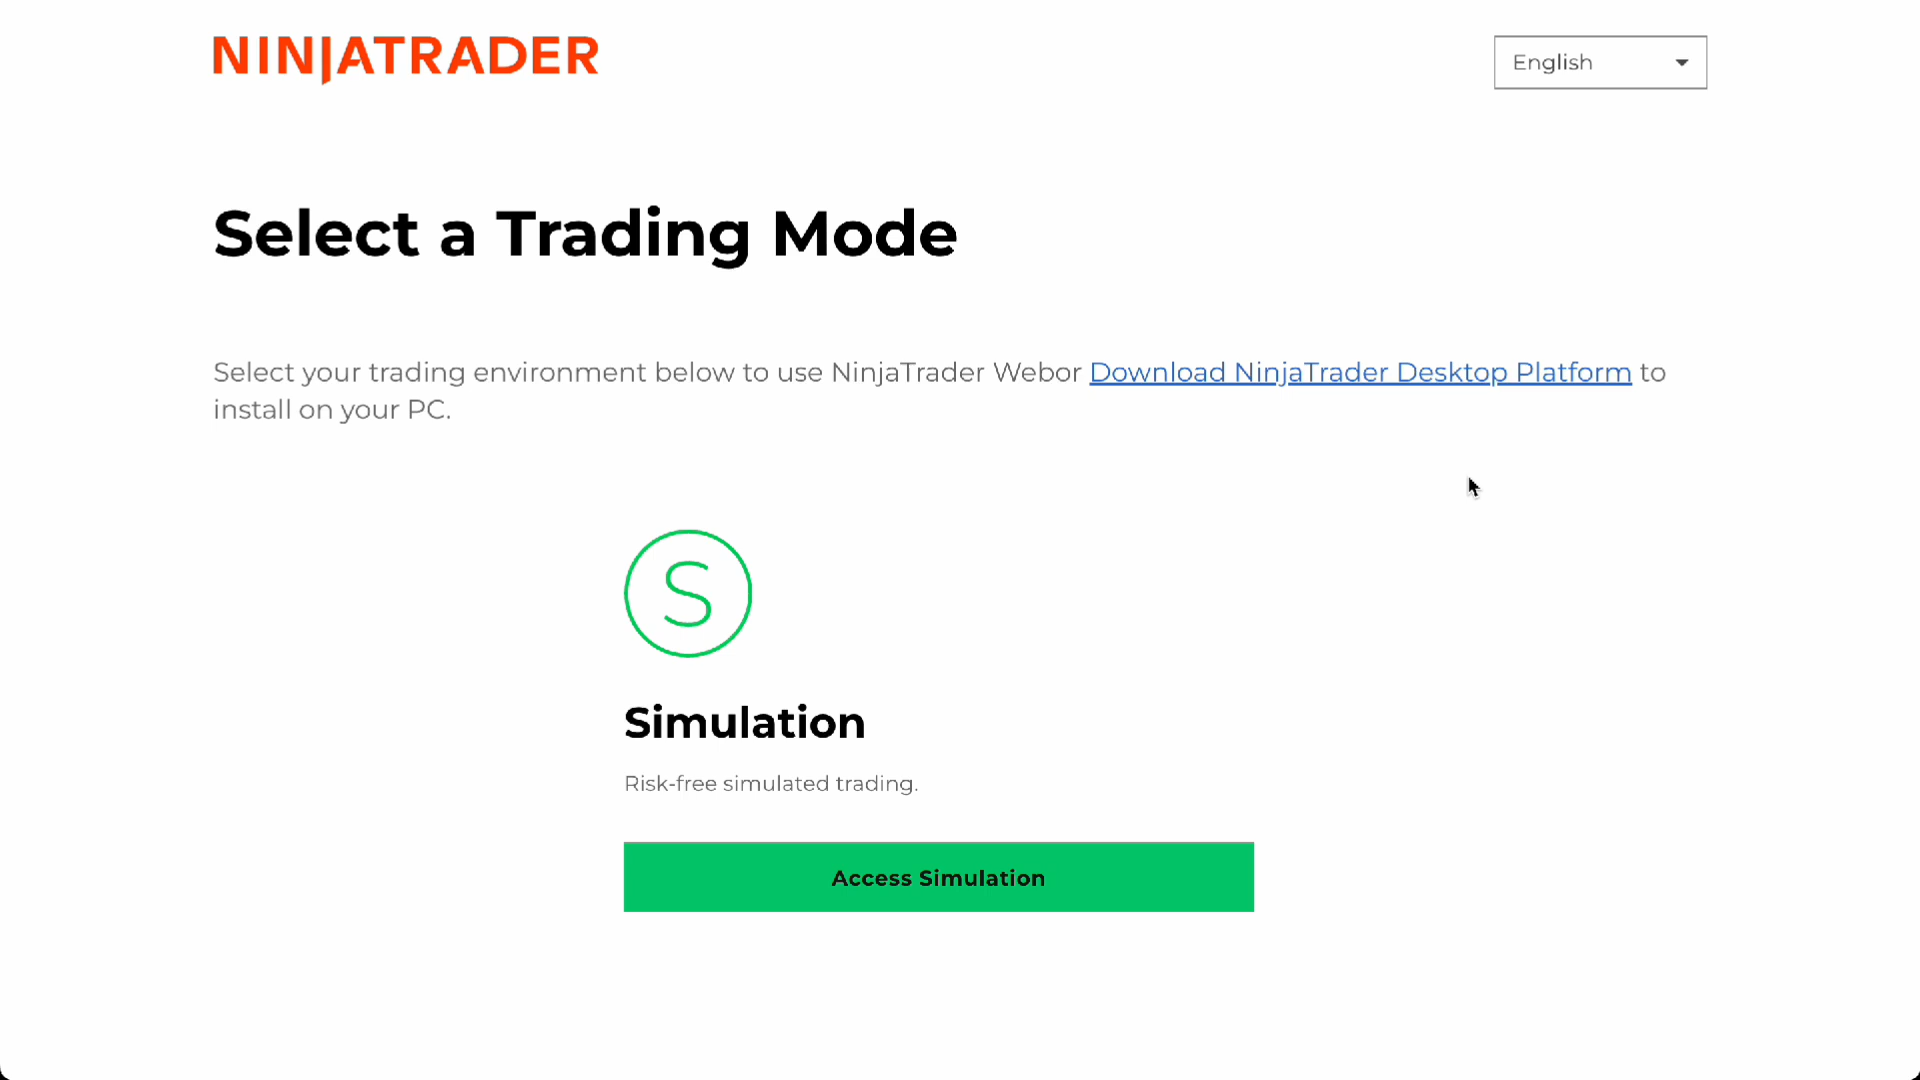 NINJATRADER
English
Select a Trading Mode
Select your trading environment below to use NinjaTrader Webor Download NinjaTrader Desktop Platform to
install on your PC.
S
Simulation
Risk-free simulated trading.
Access Simulation